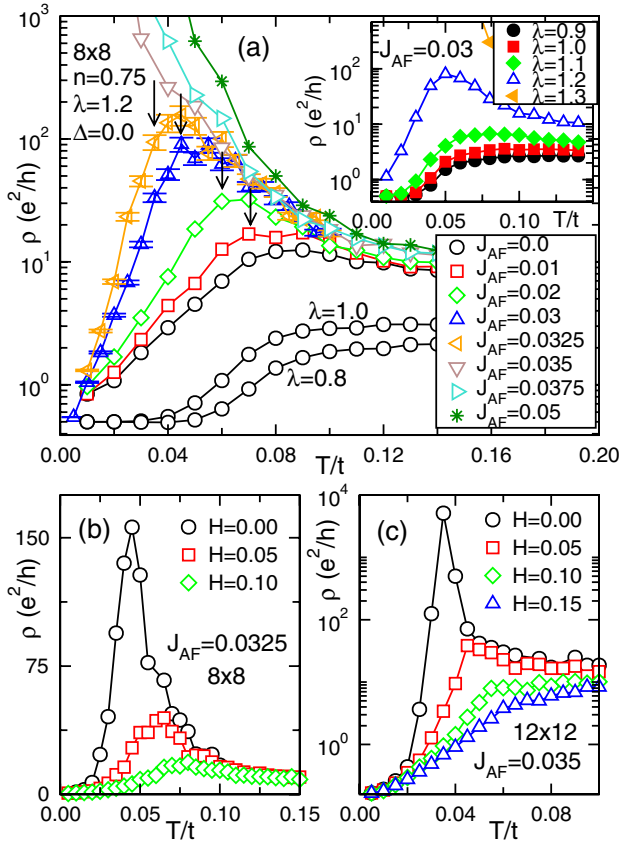 (a)
8x8
n=0.75
λ=1.2
Δ=0.0
ρ (e²/h)
10³
10²
10¹
10⁰
0.00 0.04 0.08 0.12 0.16 0.20
T/t
λ=1.0
λ=0.8
J_AF=0.0
J_AF=0.01
J_AF=0.02
J_AF=0.03
J_AF=0.0325
J_AF=0.035
J_AF=0.0375
J_AF=0.05
J_AF=0.03
λ=0.9
λ=1.0
λ=1.1
λ=1.2
λ=1.3
ρ (e²/h)
10²
10¹
10⁰
0.00 0.05 0.10
T/t
(b)
H=0.00
H=0.05
H=0.10
J_AF=0.0325
8x8
ρ (e²/h)
150
75
0
0.00 0.05 0.10 0.15
T/t
(c)
H=0.00
H=0.05
H=0.10
H=0.15
12x12
J_AF=0.035
ρ (e²/h)
10⁴
10²
10⁰
0.00 0.04 0.08
T/t